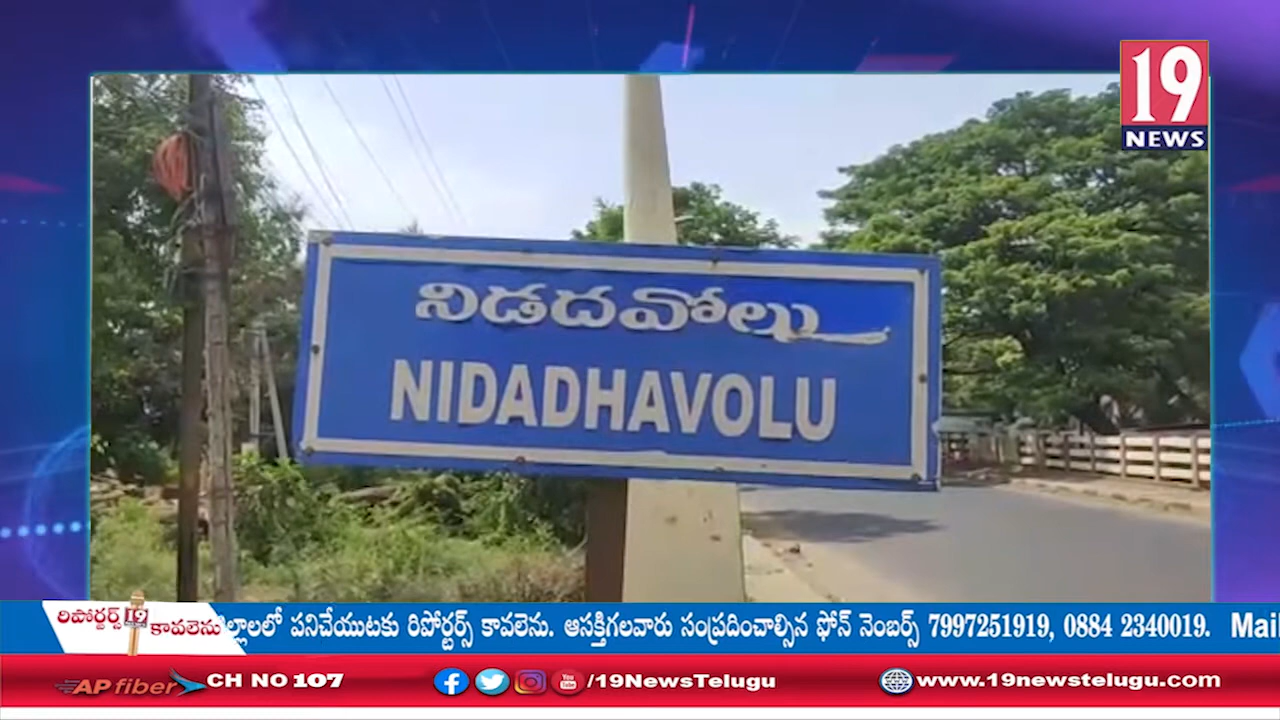 19
NEWS
నిడదవోలు
NIDADHAVOLU
రిపోర్టర్స్ 19
కావలెను
ల్లాలలో పనిచేయుటకు రిపోర్టర్స్ కావలెను. ఆసక్తిగలవారు సంప్రదించాల్సిన ఫోన్ నెంబర్స్ 7997251919, 0884 2340019. Mail
AP fiber CH NO 107 /19NewsTelugu www.19newstelugu.com